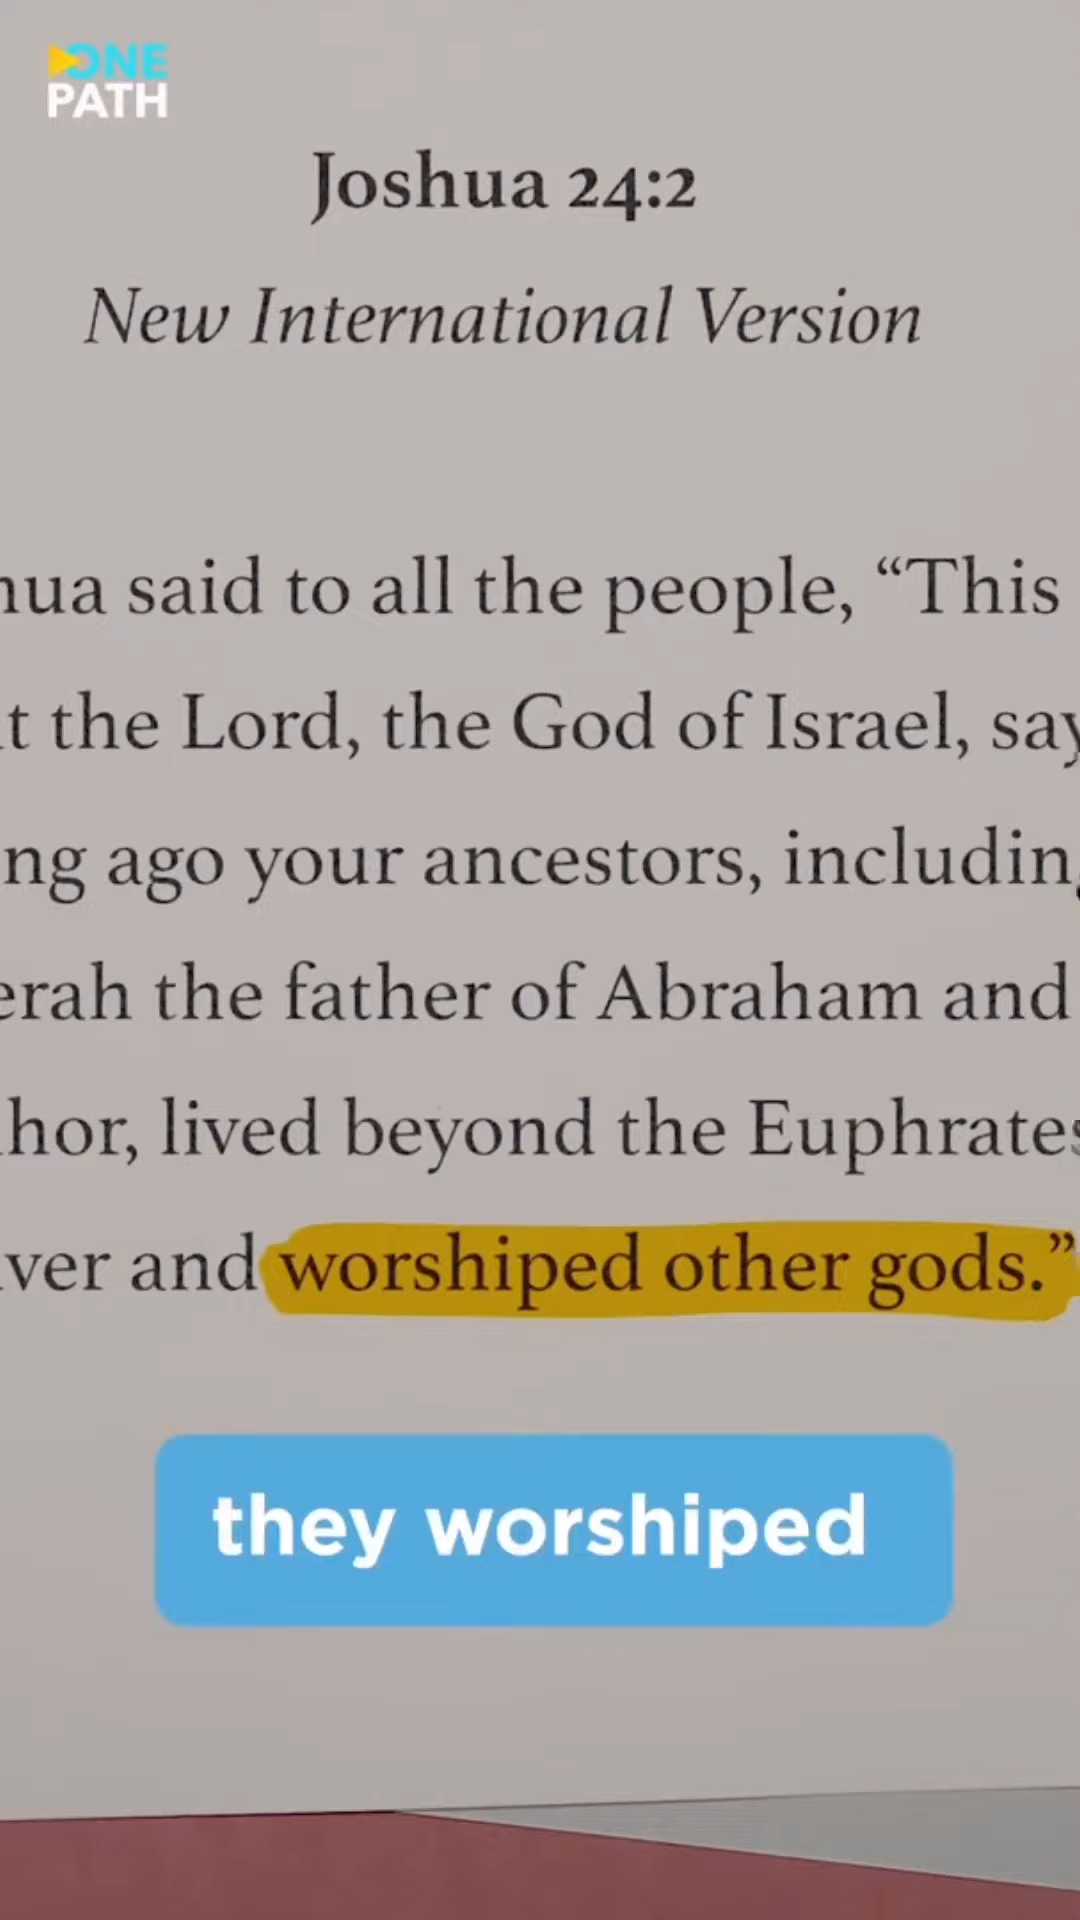 ONE
PATH
Joshua 24:2
New International Version
hua said to all the people, “This
t the Lord, the God of Israel, say
ng ago your ancestors, includin
erah the father of Abraham and
hor, lived beyond the Euphrates
ver and worshiped other gods.”
they worshiped